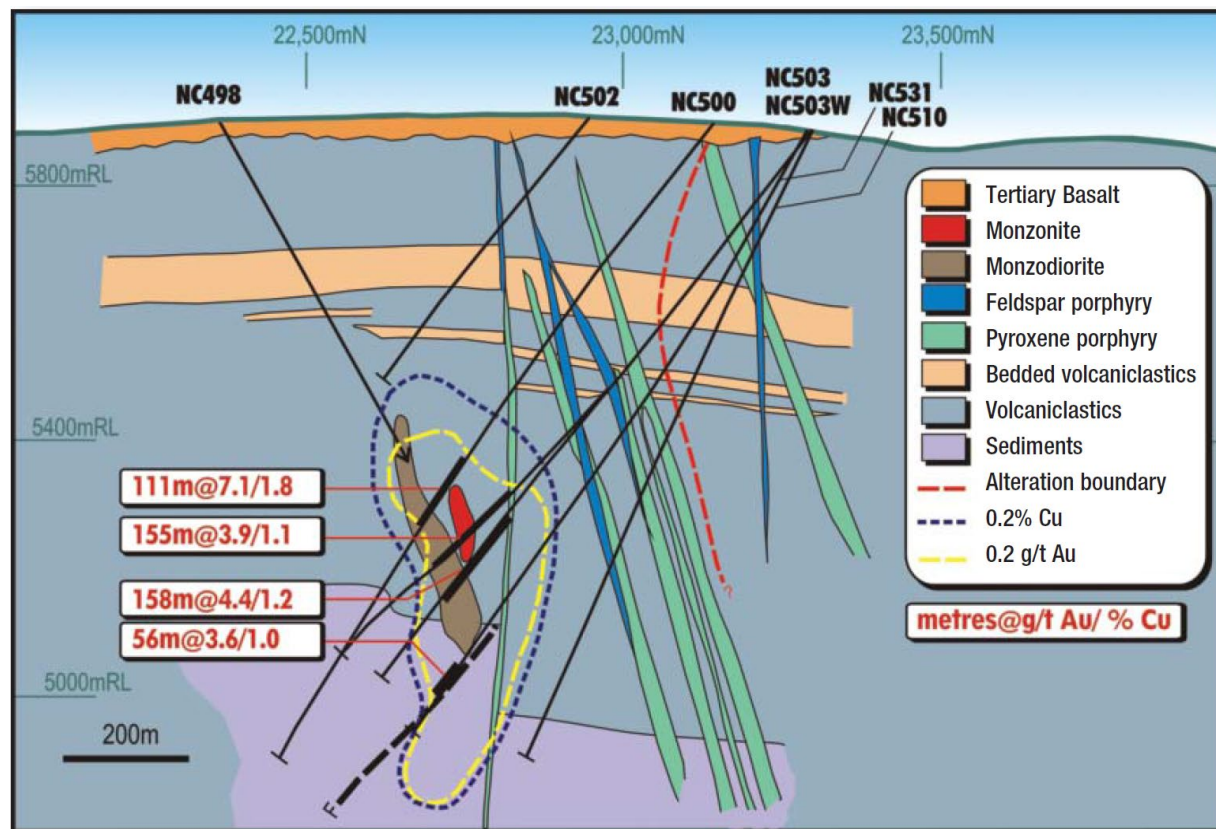 22,500mN
23,000mN
23,500mN
NC498
NC502
NC500
NC503
NC503W
NC531
NC510
5800mRL
5400mRL
5000mRL
Tertiary Basalt
Monzonite
Monzodiorite
Feldspar porphyry
Pyroxene porphyry
Bedded volcaniclastics
Volcaniclastics
Sediments
Alteration boundary
0.2% Cu
0.2 g/t Au
metres@g/t Au/ % Cu
111m@7.1/1.8
155m@3.9/1.1
158m@4.4/1.2
56m@3.6/1.0
?
200m
F